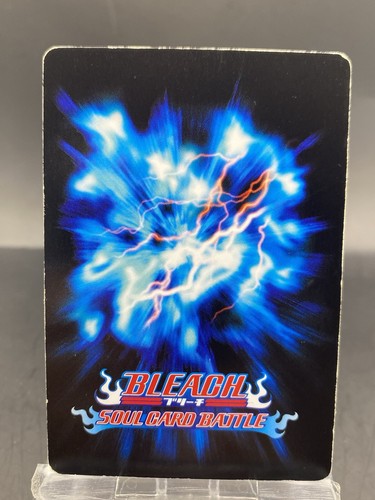 BLEACH
ブリーチ
SOUL CARD BATTLE